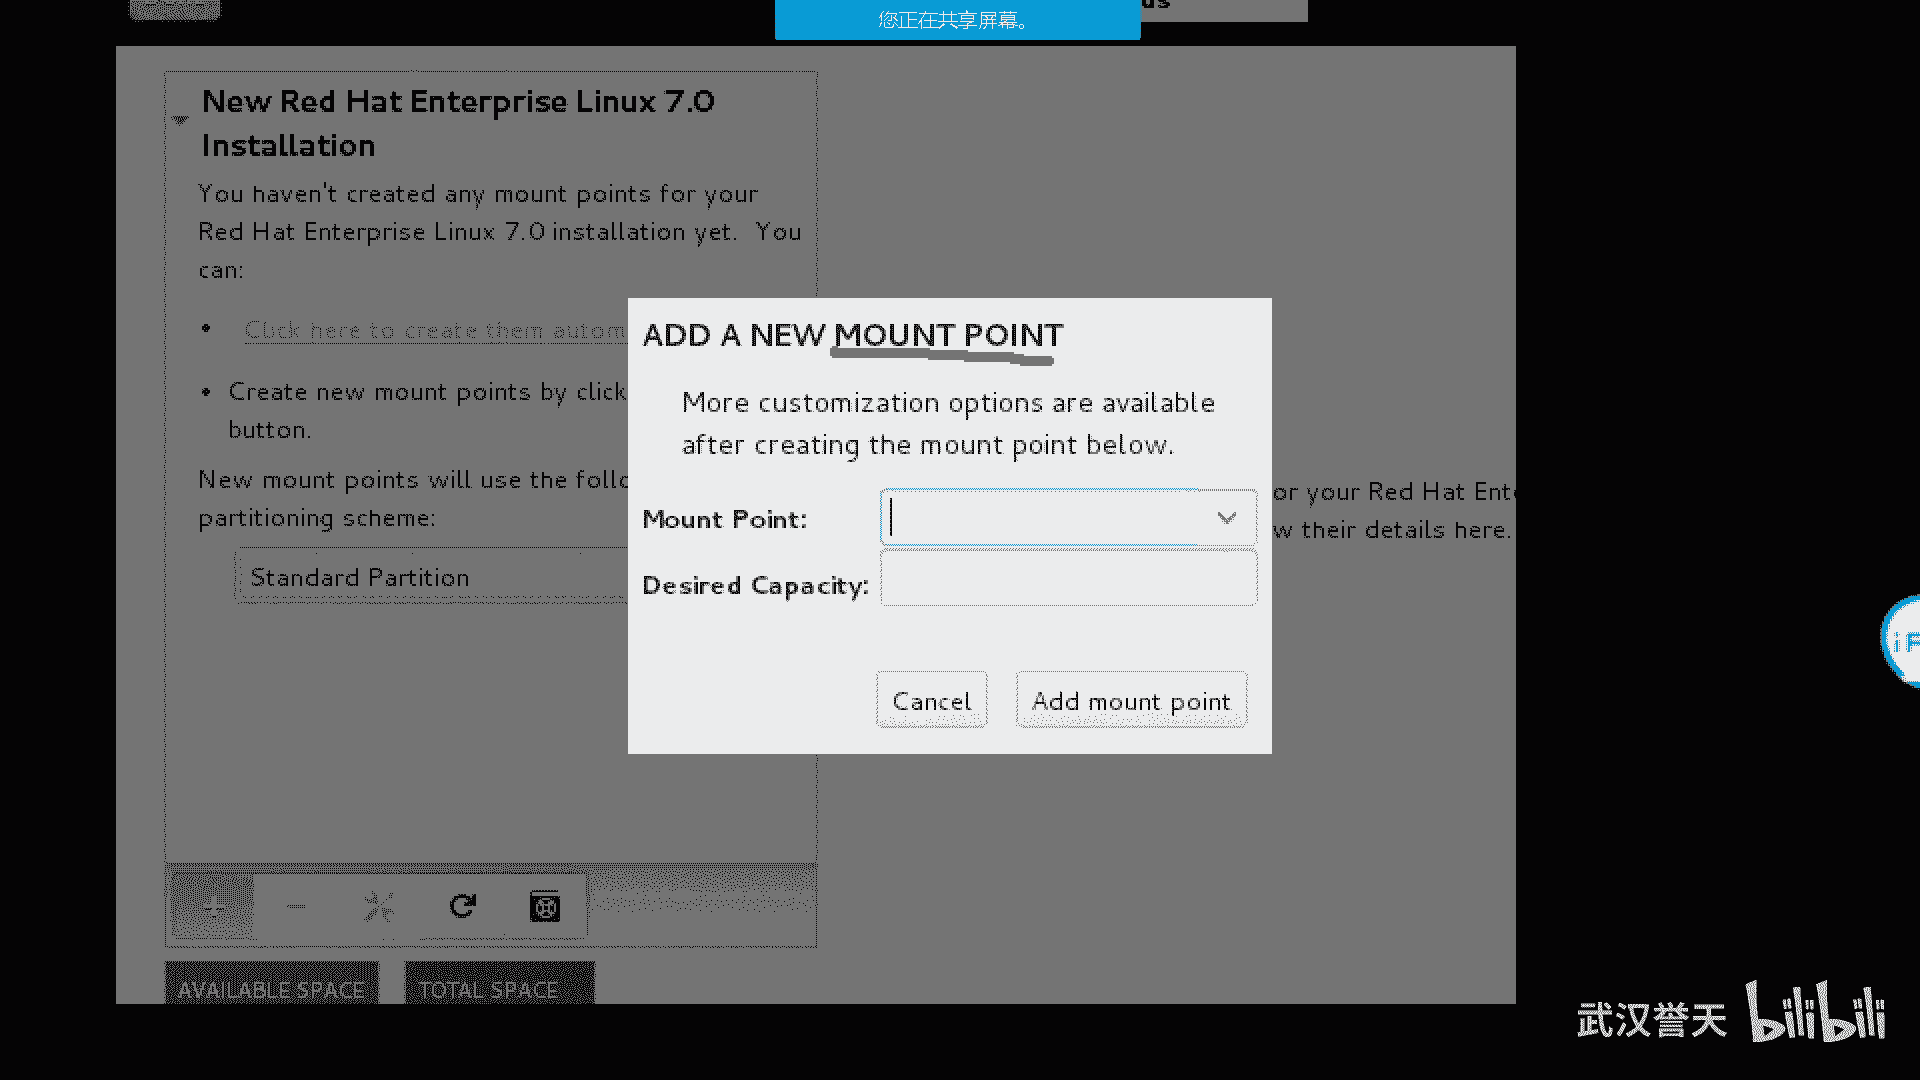 您正在共享屏幕。
New Red Hat Enterprise Linux 7.0
Installation
You haven't created any mount points for your
Red Hat Enterprise Linux 7.0 installation yet. You
can:
• Click here to create them autom
• Create new mount points by click
button.
New mount points will use the follo
partitioning scheme:
Standard Partition
ADD A NEW MOUNT POINT
More customization options are available
after creating the mount point below.
Mount Point:
Desired Capacity:
Cancel
Add mount point
or your Red Hat Ente
w their details here.
AVAILABLE SPACE
TOTAL SPACE
武汉誉天 bilibili